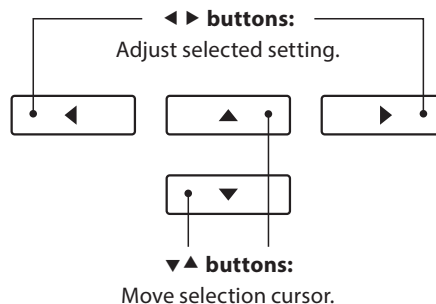 ◀ ▶ buttons:
Adjust selected setting.
◀ ▲ ▶
▼
▼▲ buttons:
Move selection cursor.